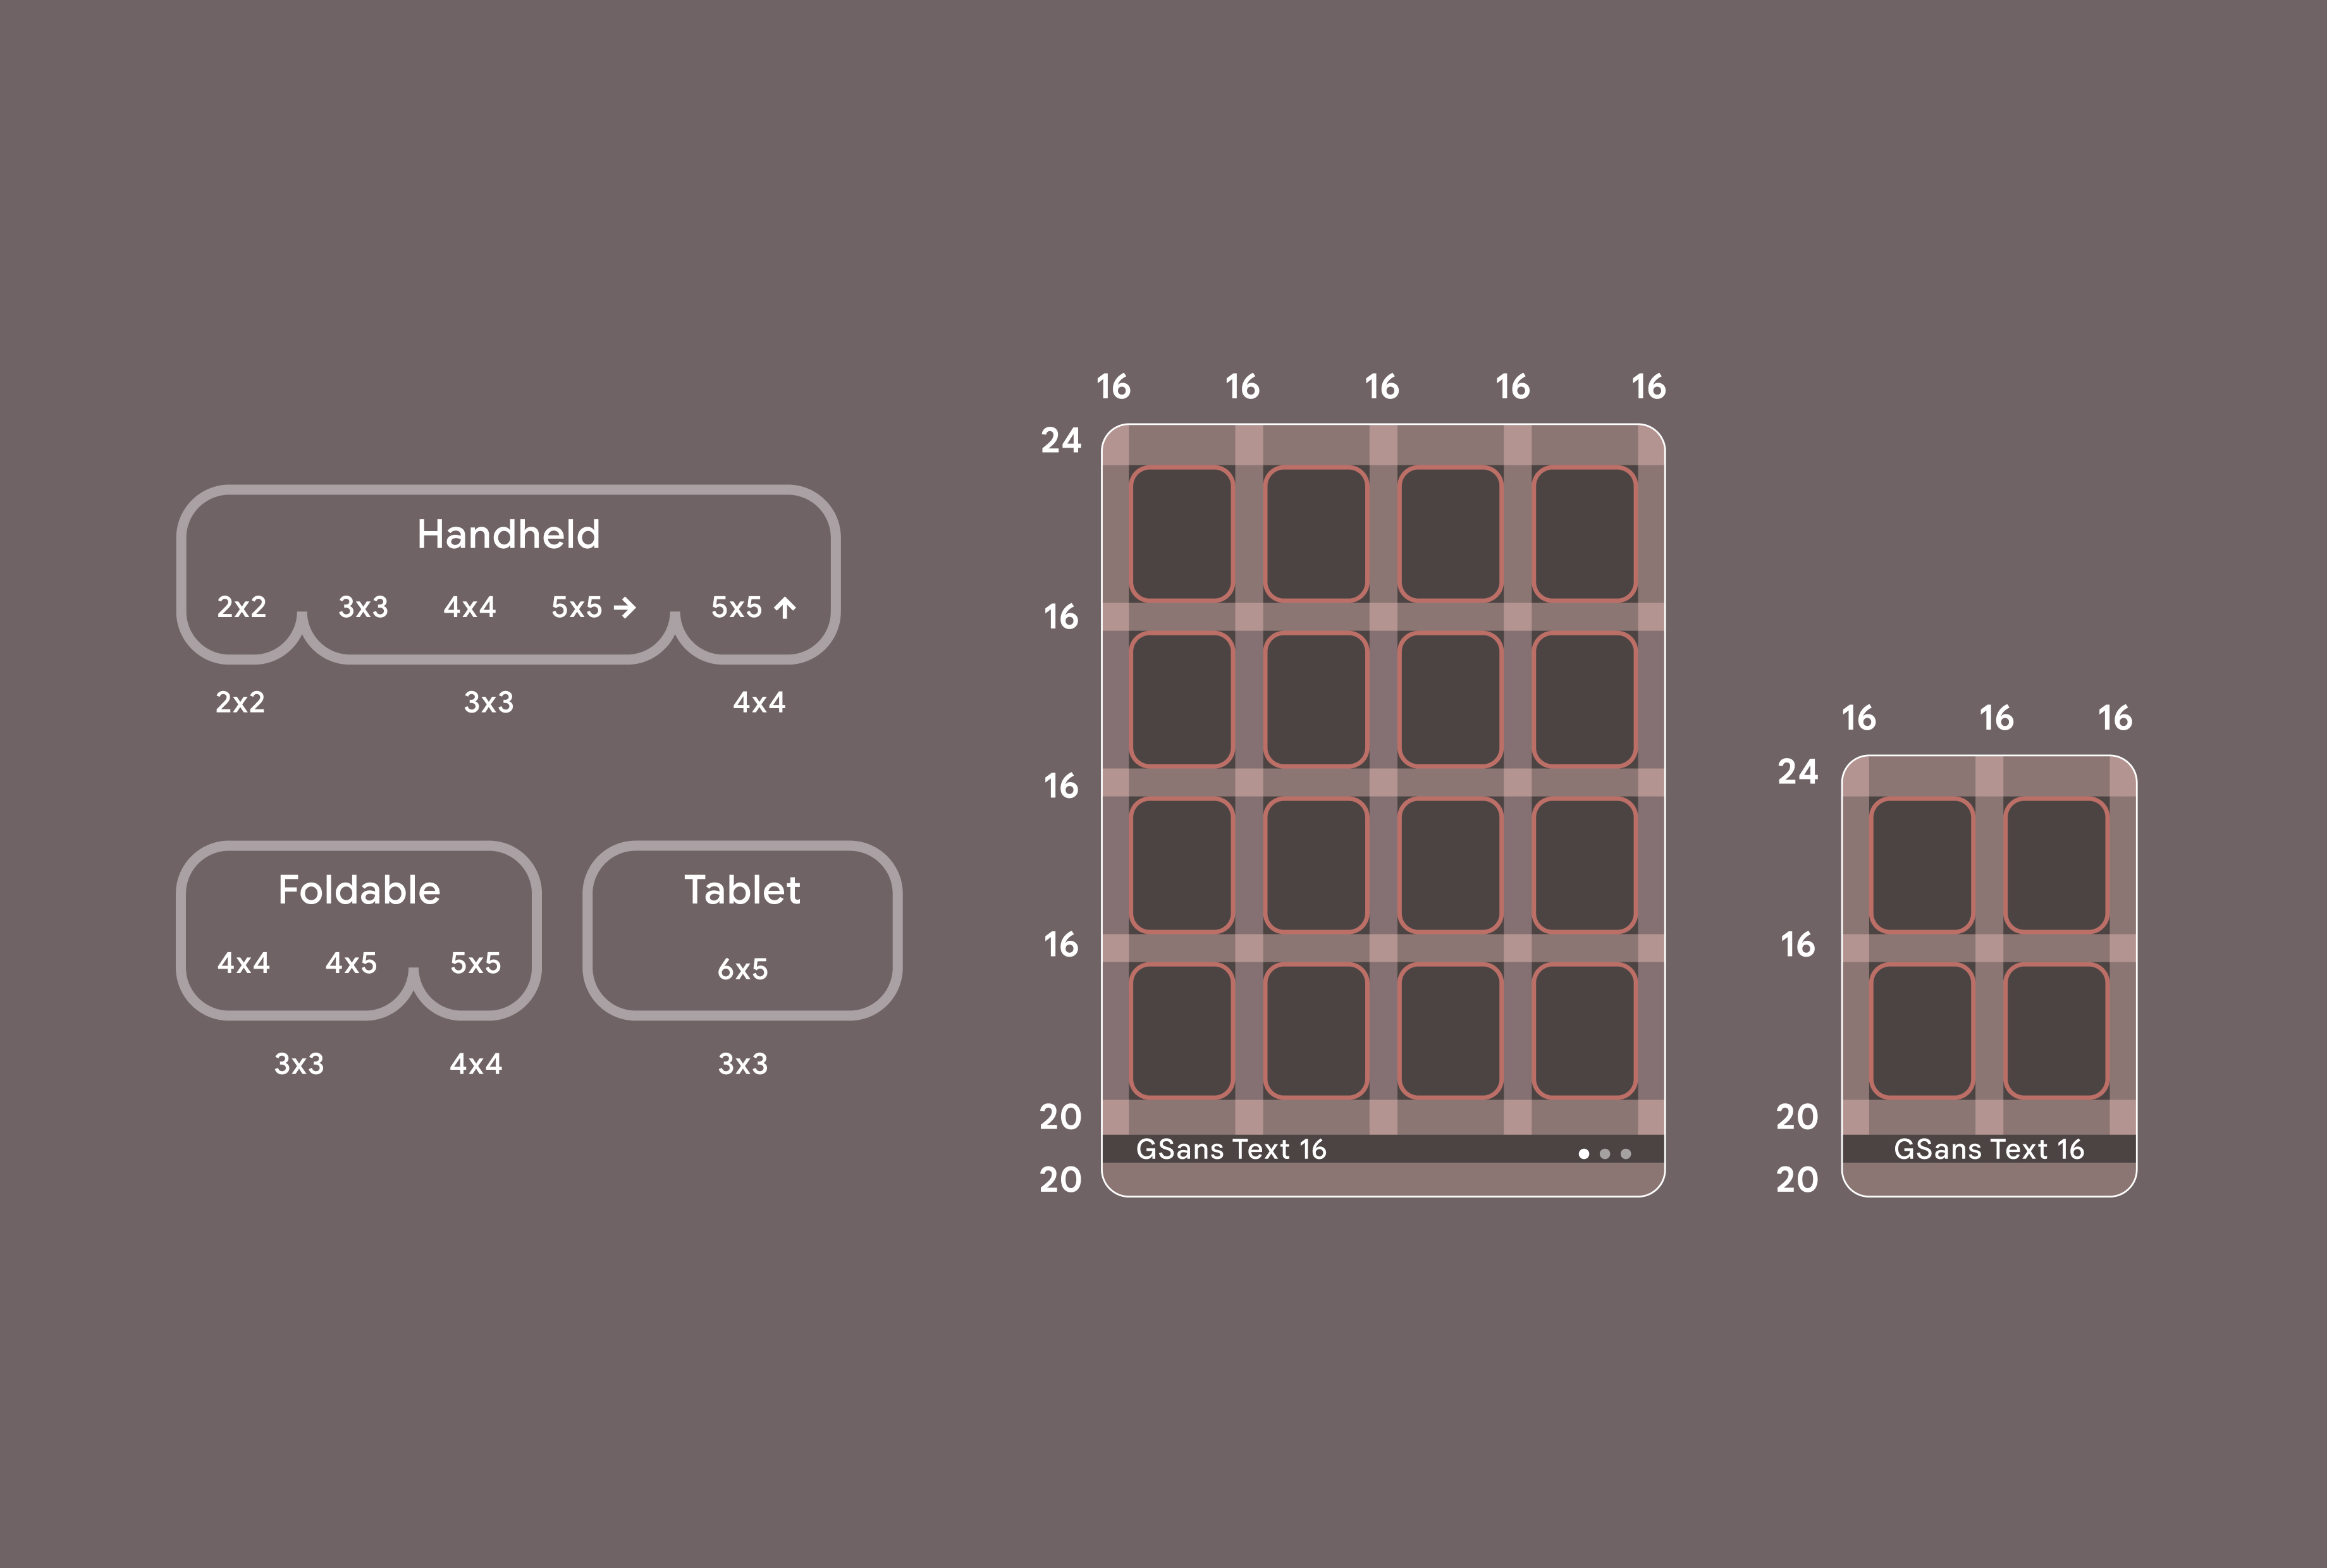 Handheld
2x2 3x3 4x4 5x5 → 5x5 ↑
2x2 3x3 4x4
Foldable
4x4 4x5 5x5
3x3 4x4
Tablet
6x5
3x3
16 16 16 16 16
24
16
16
16
20
GSans Text 16
20
16 16 16
24
16
20
GSans Text 16
20